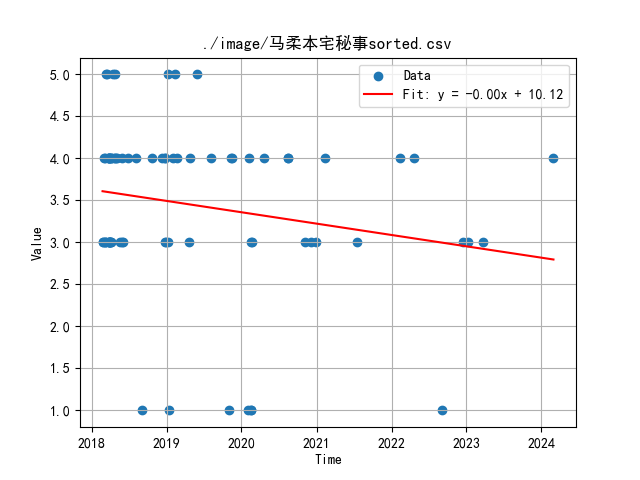 ./image/马柔本宅秘事sorted.csv
Data
Fit: y = -0.00x + 10.12
Value
5.0
4.5
4.0
3.5
3.0
2.5
2.0
1.5
1.0
2018 2019 2020 2021 2022 2023 2024
Time